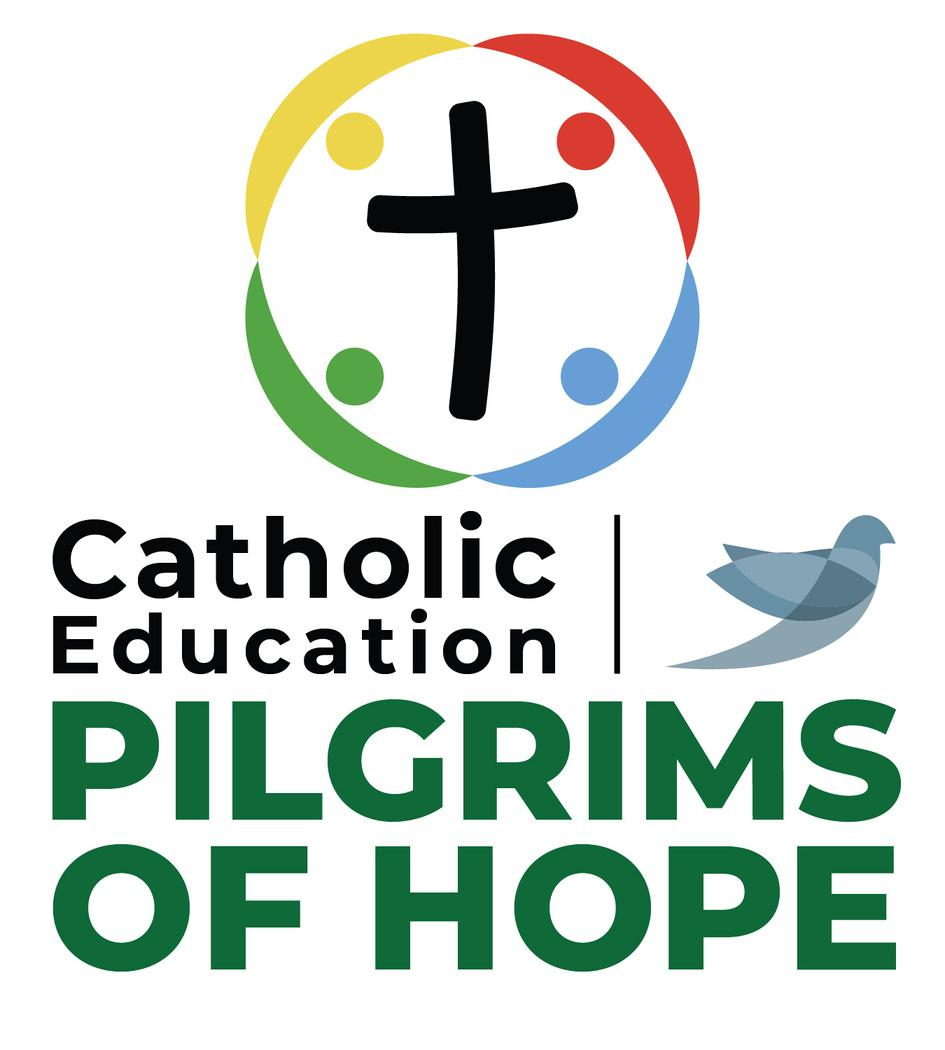 Catholic
Education
PILGRIMS
OF HOPE